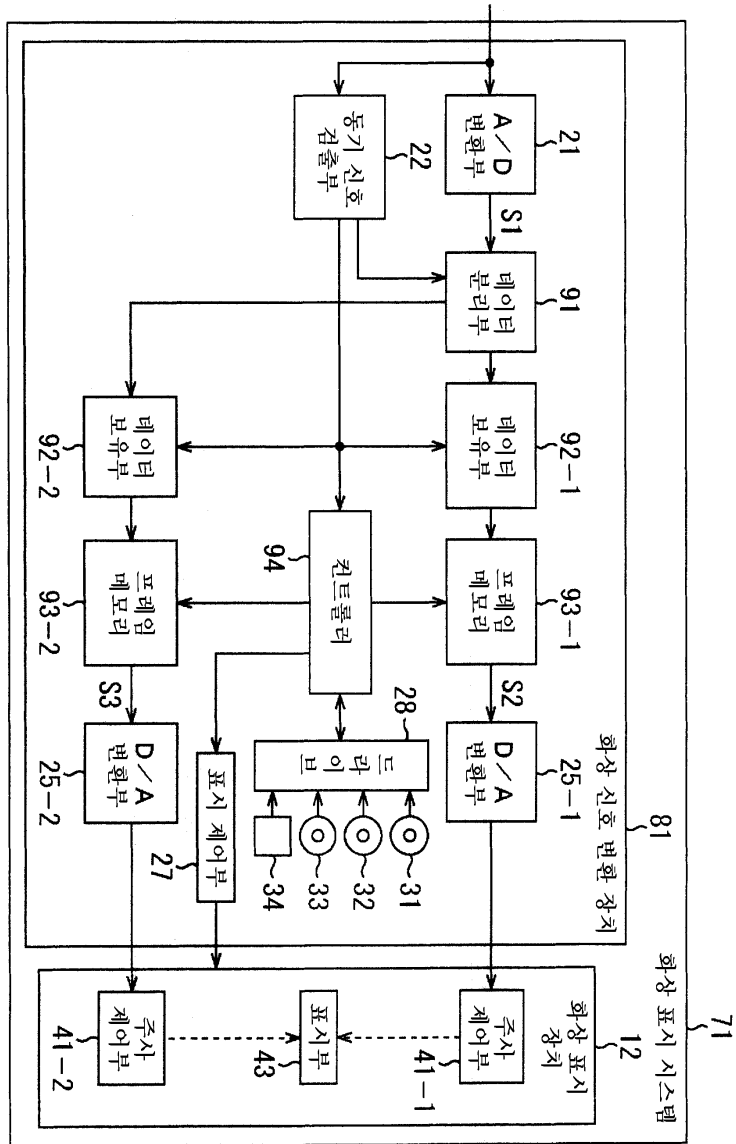 71
화상 표시 시스템
81
화상 신호 변환 장치
21
A/D
변환부
S1
91
데이터
분리부
92-1
데이터
보유부
93-1
프레임
메모리
S2
25-1
D/A
변환부
22
동기 신호
검출부
94
컨트롤러
28
드라이브
31
32
33
34
27
표시 제어부
92-2
데이터
보유부
93-2
프레임
메모리
S3
25-2
D/A
변환부
12
화상 표시
장치
41-1
주사
제어부
43
표시부
41-2
주사
제어부